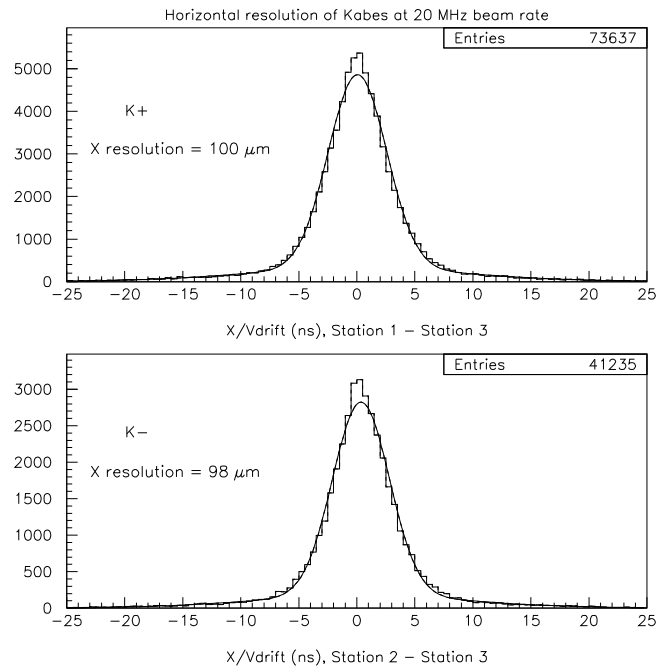 Horizontal resolution of Kabes at 20 MHz beam rate
Entries 73637
5000
4000
3000
2000
1000
0
K+
X resolution = 100 μm
−25 −20 −15 −10 −5 0 5 10 15 20 25
X/Vdrift (ns), Station 1 − Station 3
Entries 41235
3000
2500
2000
1500
1000
500
0
K−
X resolution = 98 μm
−25 −20 −15 −10 −5 0 5 10 15 20 25
X/Vdrift (ns), Station 2 − Station 3